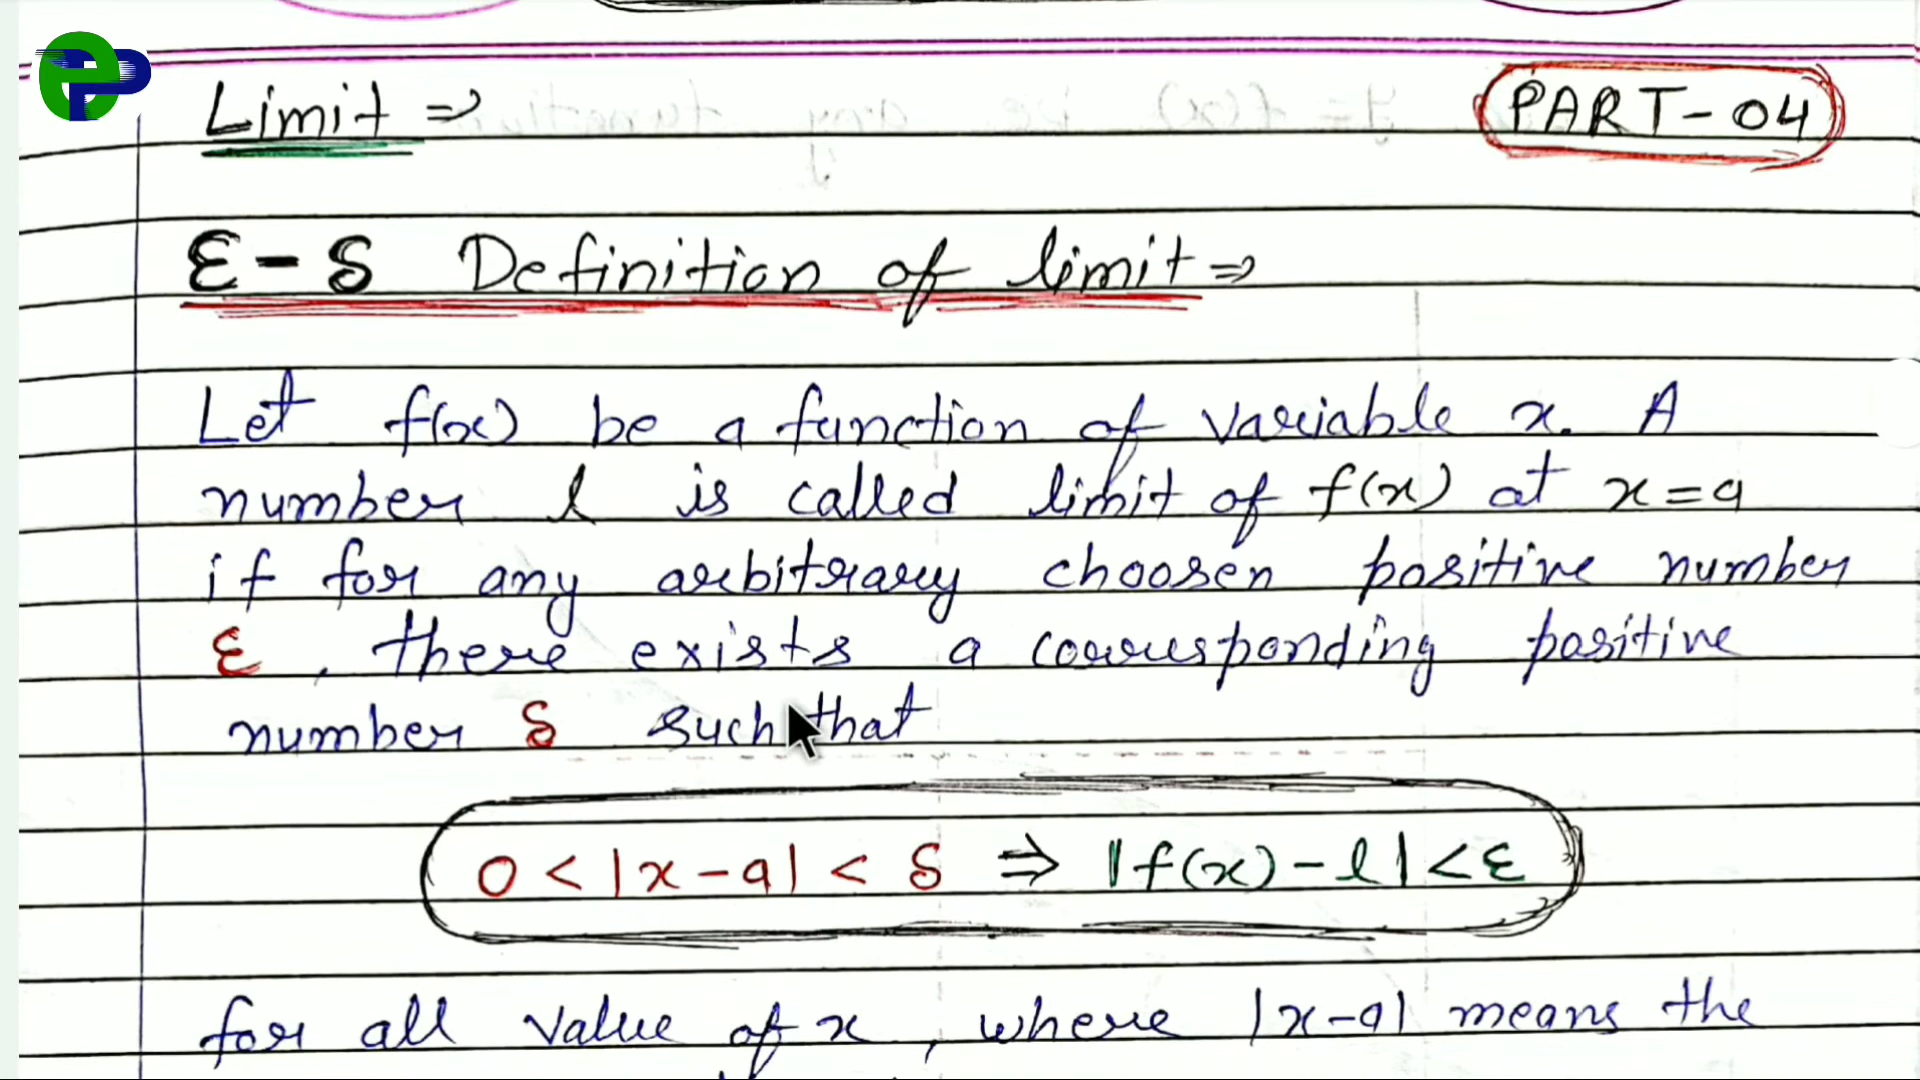 Limit ⇒
PART-04
ε-δ Definition of limit ⇒
Let f(x) be a function of variable x. A
number l is called limit of f(x) at x=a
if for any arbitrary choosen positive number
ε, there exists a corresponding positive
number δ such that
0 < |x-a| < δ ⇒ |f(x)-l| < ε
for all value of x, where |x-a| means the